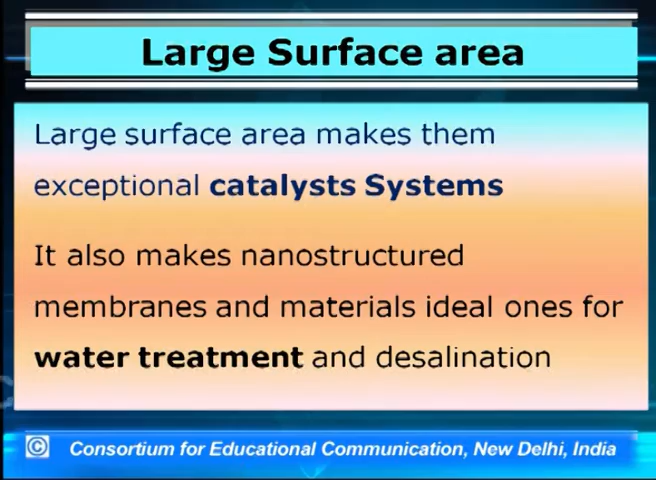 Large Surface area
Large surface area makes them
exceptional catalysts Systems
It also makes nanostructured
membranes and materials ideal ones for
water treatment and desalination
© Consortium for Educational Communication, New Delhi, India